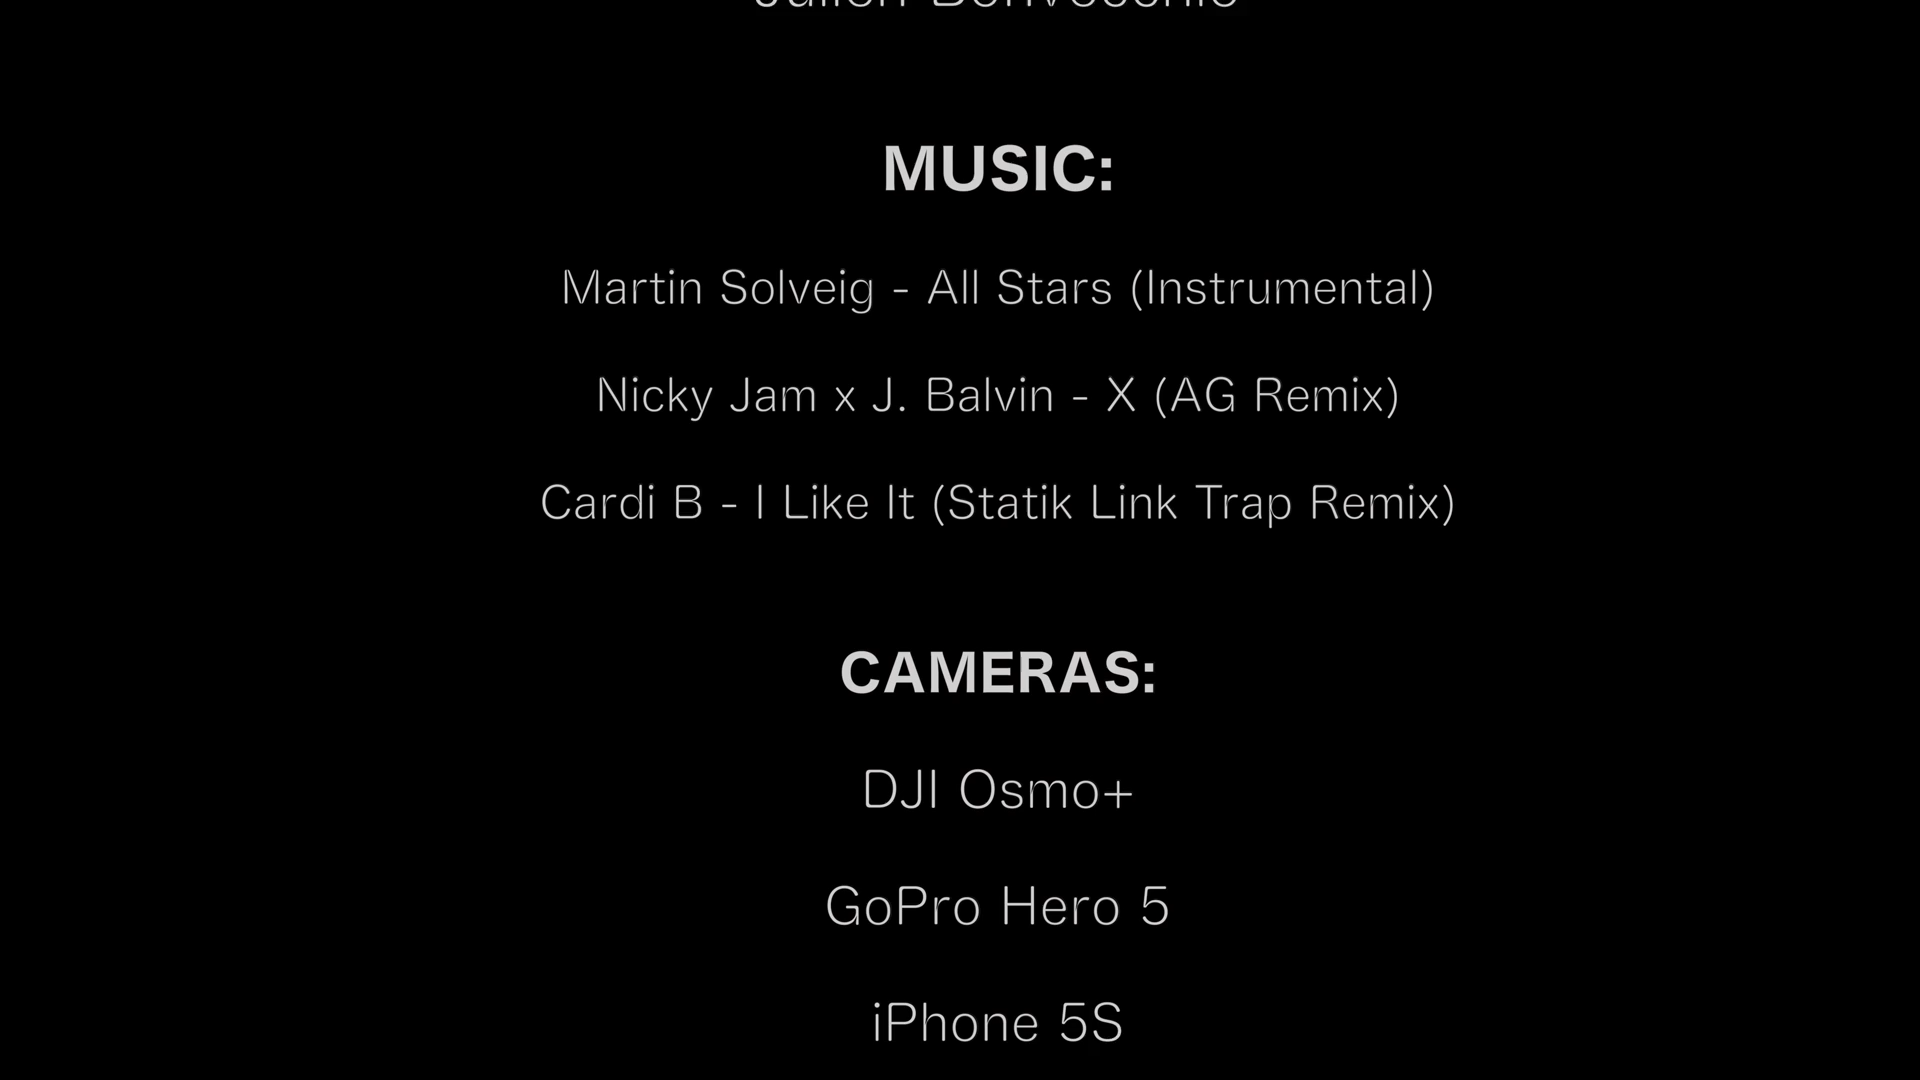 MUSIC:
Martin Solveig - All Stars (Instrumental)
Nicky Jam x J. Balvin - X (AG Remix)
Cardi B - I Like It (Statik Link Trap Remix)
CAMERAS:
DJI Osmo+
GoPro Hero 5
iPhone 5S